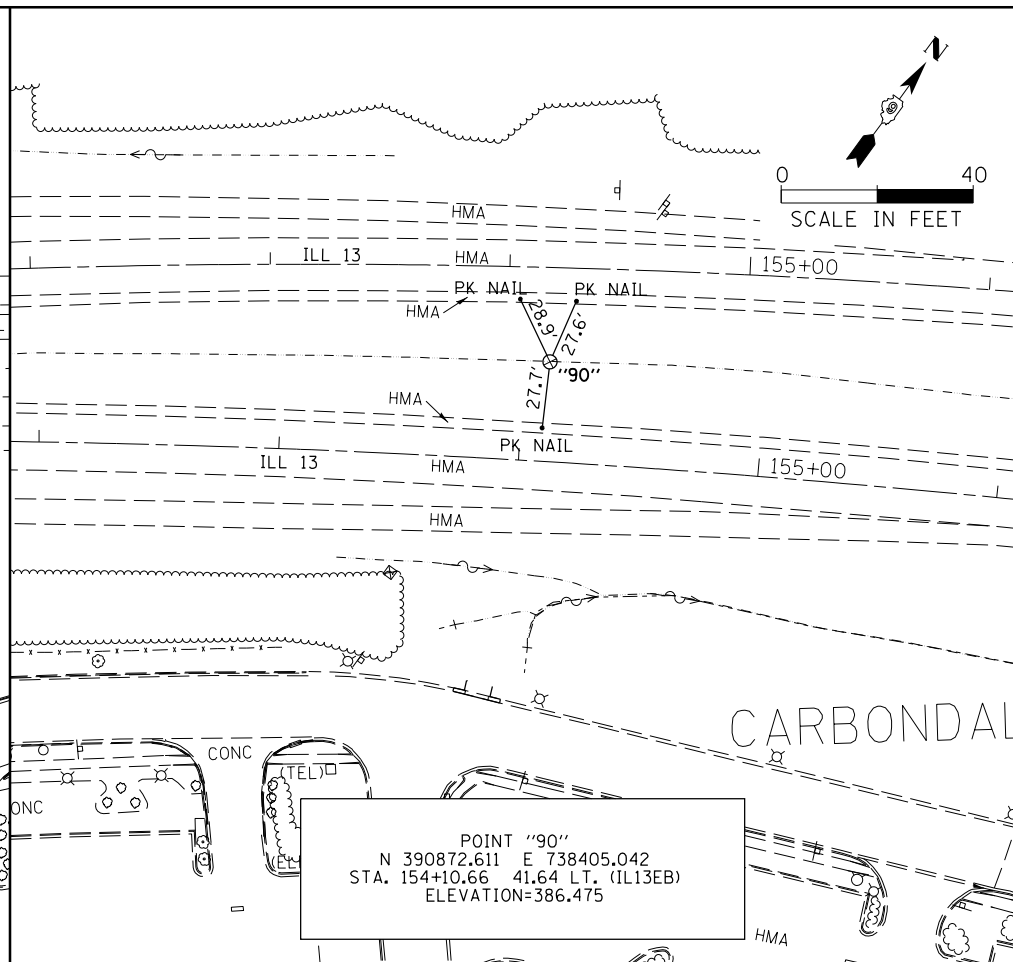 N
0 40
SCALE IN FEET
HMA
ILL 13
HMA
155+00
PK NAIL
PK NAIL
HMA
28.9'
27.6'
"90"
27.7'
HMA
PK NAIL
ILL 13
HMA
155+00
HMA
CARBONDAL
CONC
(TEL)
ONC
(EL
POINT "90"
N 390872.611 E 738405.042
STA. 154+10.66 41.64 LT. (IL13EB)
ELEVATION=386.475
HMA